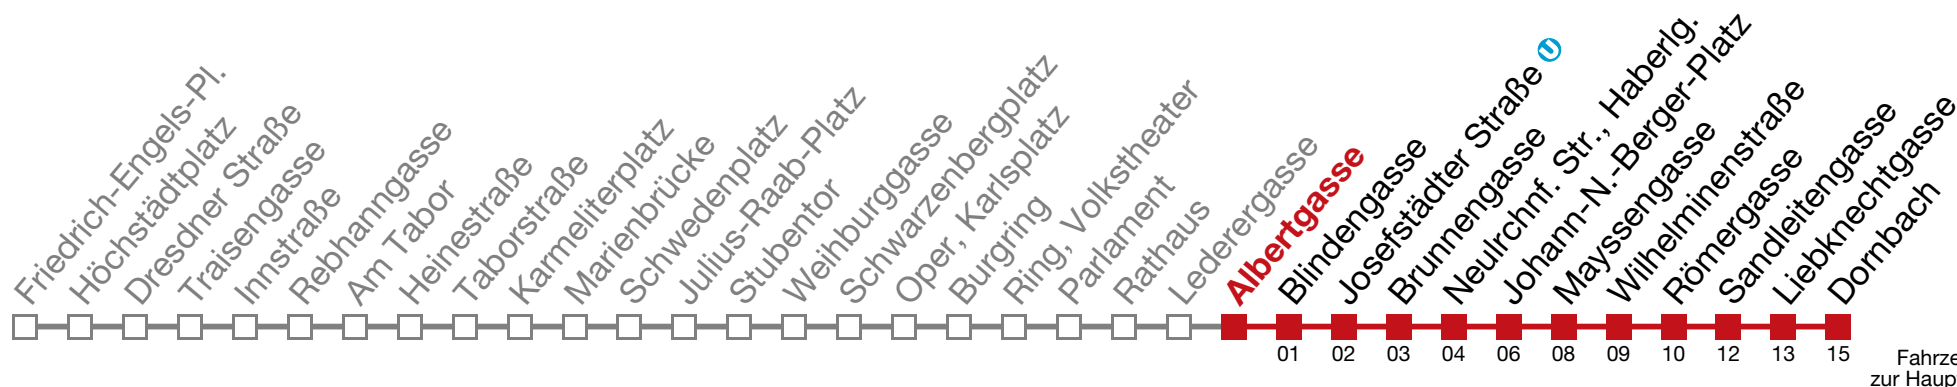 Friedrich-Engels-Pl.
Höchstädtplatz
Dresdner Straße
Traisengasse
Innstraße
Rebhanngasse
Am Tabor
Heinestraße
Taborstraße
Karmeliterplatz
Marienbrücke
Schwedenplatz
Julius-Raab-Platz
Stubentor
Weihburggasse
Schwarzenbergplatz
Oper, Karlsplatz
Burgring
Ring, Volkstheater
Parlament
Rathaus
Lederergasse
Albertgasse
Blindengasse
Josefstädter Straße U
Brunnengasse
Neulrchnf. Str., Haberlg.
Johann-N.-Berger-Platz
Mayssengasse
Wilhelminenstraße
Römergasse
Sandleitengasse
Liebknechtgasse
Dornbach
01 02 03 04 06 08 09 10 12 13 15
Fahrze
zur Haup